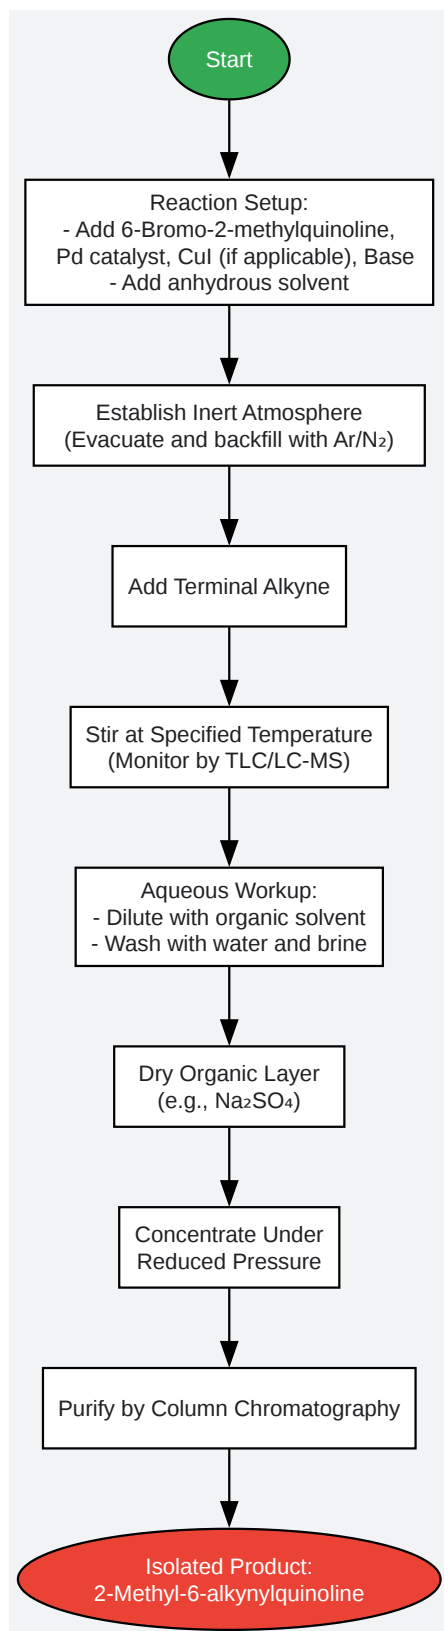 Start
Reaction Setup:
- Add 6-Bromo-2-methylquinoline,
Pd catalyst, CuI (if applicable), Base
- Add anhydrous solvent
Establish Inert Atmosphere
(Evacuate and backfill with Ar/N₂)
Add Terminal Alkyne
Stir at Specified Temperature
(Monitor by TLC/LC-MS)
Aqueous Workup:
- Dilute with organic solvent
- Wash with water and brine
Dry Organic Layer
(e.g., Na₂SO₄)
Concentrate Under
Reduced Pressure
Purify by Column Chromatography
Isolated Product:
2-Methyl-6-alkynylquinoline